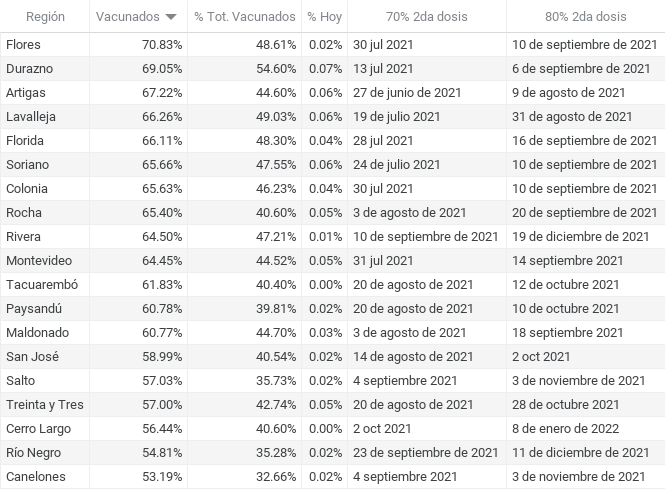 Región Vacunados % Tot. Vacunados % Hoy 70% 2da dosis 80% 2da dosis
Flores 70.83% 48.61% 0.02% 30 jul 2021 10 de septiembre de 2021
Durazno 69.05% 54.60% 0.07% 13 jul 2021 6 de septiembre de 2021
Artigas 67.22% 44.60% 0.06% 27 de junio de 2021 9 de agosto de 2021
Lavalleja 66.26% 49.03% 0.06% 19 de julio 2021 31 de agosto de 2021
Florida 66.11% 48.30% 0.04% 28 jul 2021 16 de septiembre de 2021
Soriano 65.66% 47.55% 0.06% 24 de julio 2021 10 de septiembre de 2021
Colonia 65.63% 46.23% 0.04% 30 jul 2021 10 de septiembre de 2021
Rocha 65.40% 40.60% 0.05% 3 de agosto de 2021 20 de septiembre de 2021
Rivera 64.50% 47.21% 0.01% 10 de septiembre de 2021 19 de diciembre de 2021
Montevideo 64.45% 44.52% 0.05% 31 jul 2021 14 septiembre 2021
Tacuarembó 61.83% 40.40% 0.00% 20 de agosto de 2021 12 de octubre de 2021
Paysandú 60.78% 39.81% 0.02% 20 de agosto de 2021 10 de octubre de 2021
Maldonado 60.77% 44.70% 0.03% 3 de agosto de 2021 18 septiembre 2021
San José 58.99% 40.54% 0.02% 14 de agosto de 2021 2 oct 2021
Salto 57.03% 35.73% 0.02% 4 septiembre 2021 3 de noviembre de 2021
Treinta y Tres 57.00% 42.74% 0.05% 20 de agosto de 2021 28 de octubre de 2021
Cerro Largo 56.44% 40.60% 0.00% 2 oct 2021 8 de enero de 2022
Río Negro 54.81% 35.28% 0.02% 23 de septiembre de 2021 11 de diciembre de 2021
Canelones 53.19% 32.66% 0.02% 4 septiembre 2021 3 de noviembre de 2021